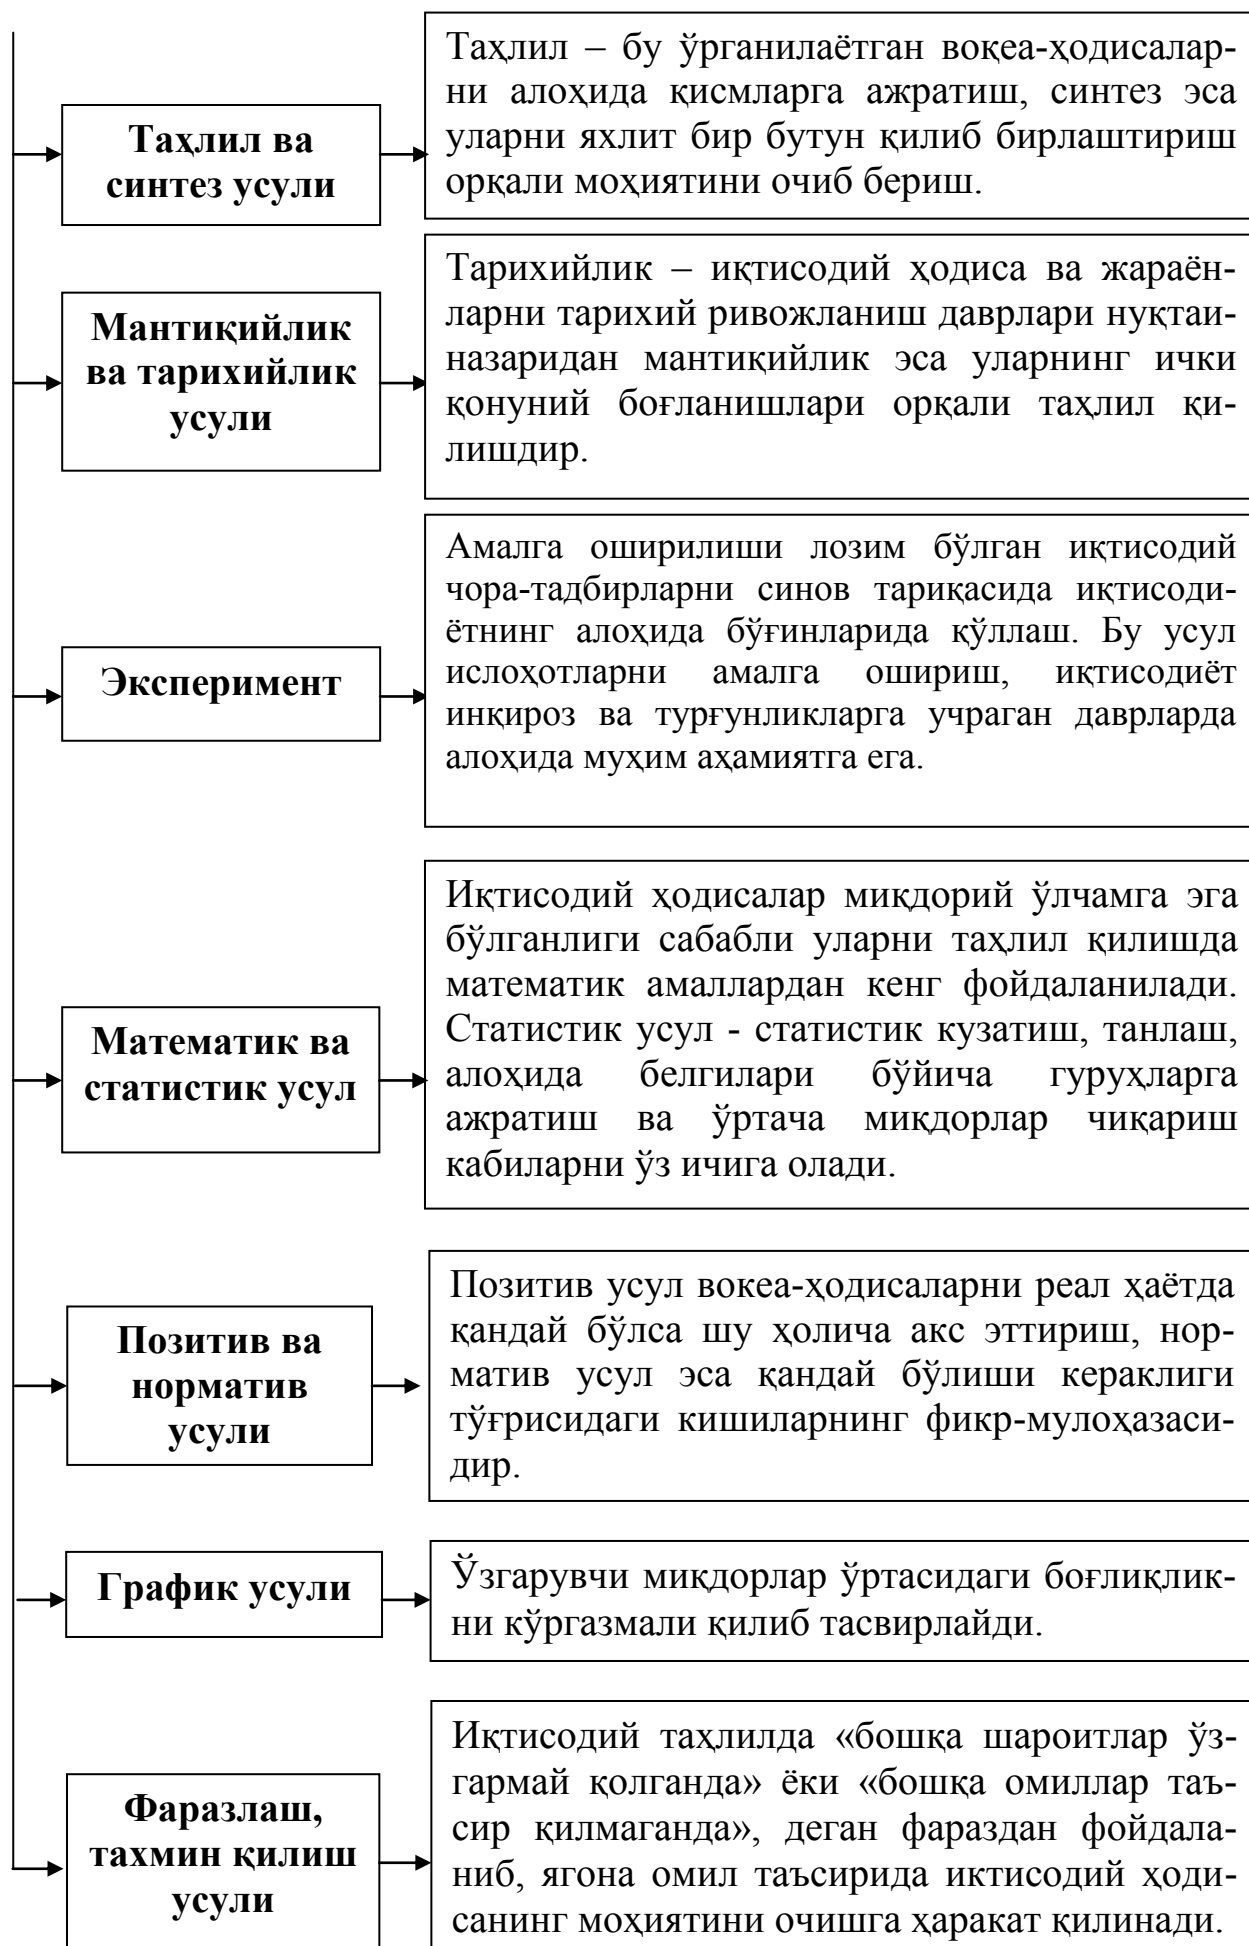 Таҳлил ва
синтез усули
Таҳлил – бу ўрганилаётган воқеа-ҳодисалар-
ни алоҳида қисмларга ажратиш, синтез эса
уларни яхлит бир бутун қилиб бирлаштириш
орқали моҳиятини очиб бериш.
Мантиқийлик
ва тарихийлик
усули
Тарихийлик – иқтисодий ҳодиса ва жараён-
ларни тарихий ривожланиш даврлари нуқтаи-
назаридан мантиқийлик эса уларнинг ички
қонуний боғланишлари орқали таҳлил қи-
лишдир.
Эксперимент
Амалга оширилиши лозим бўлган иқтисодий
чора-тадбирларни синов тариқасида иқтисоди-
ётнинг алоҳида бўғинларида қўллаш. Бу усул
ислоҳотларни амалга ошириш, иқтисодиёт
инқироз ва турғунликларга учраган даврларда
алоҳида муҳим аҳамиятга ега.
Математик ва
статистик усул
Иқтисодий ҳодисалар миқдорий ўлчамга эга
бўлганлиги сабабли уларни таҳлил қилишда
математик амаллардан кенг фойдаланилади.
Статистик усул - статистик кузатиш, танлаш,
алоҳида белгилари бўйича гуруҳларга
ажратиш ва ўртача миқдорлар чиқариш
кабиларни ўз ичига олади.
Позитив ва
норматив
усули
Позитив усул вокеа-ҳодисаларни реал ҳаётда
қандай бўлса шу ҳолича акс эттириш, нор-
матив усул эса қандай бўлиши кераклиги
тўғрисидаги кишиларнинг фикр-мулоҳазаси-
дир.
График усули
Ўзгарувчи миқдорлар ўртасидаги боғлиқлик-
ни кўргазмали қилиб тасвирлайди.
Фаразлаш,
тахмин қилиш
усули
Иқтисодий таҳлилда «бошқа шароитлар ўз-
гармай қолганда» ёки «бошқа омиллар таъ-
сир қилмаганда», деган фараздан фойдала-
ниб, ягона омил таъсирида иктисодий ҳоди-
санинг моҳиятини очишга ҳаракат қилинади.